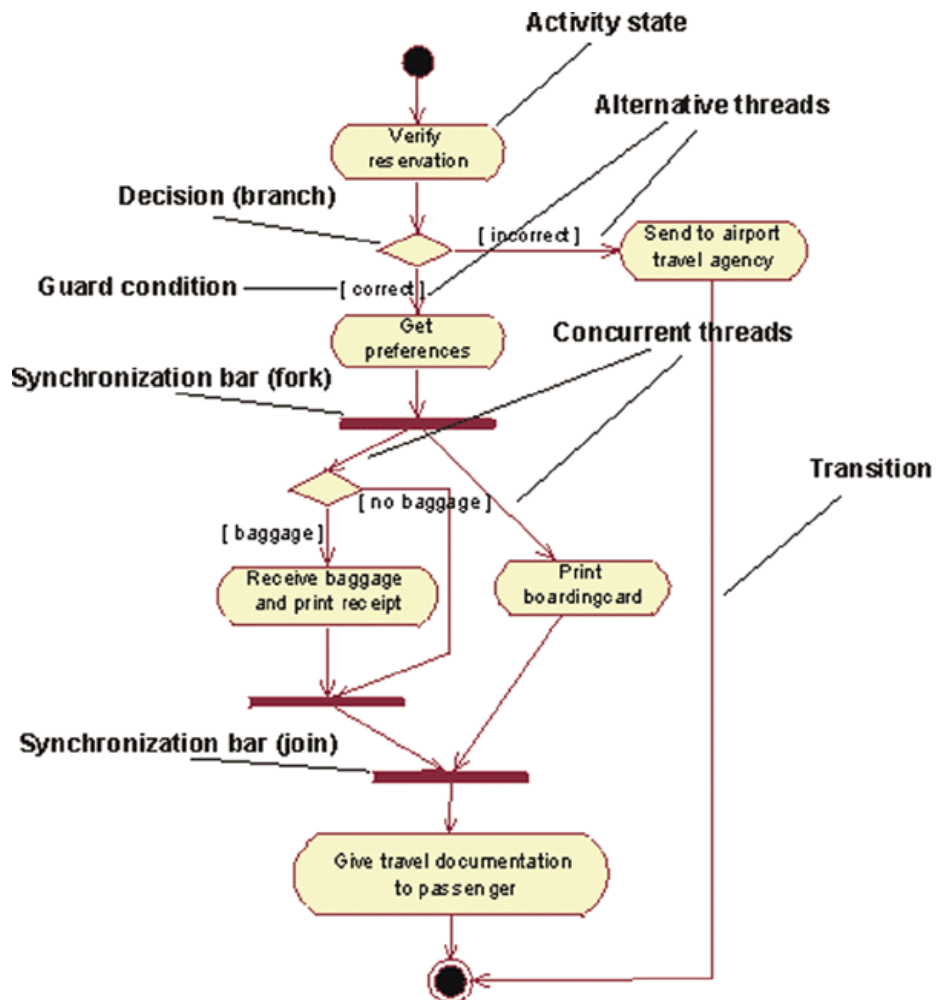 Activity state
Alternative threads
Verify
reservation
Decision (branch)
[ incorrect ]
Send to airport
travel agency
Guard condition
[ correct ]
Get
preferences
Concurrent threads
Synchronization bar (fork)
Transition
[ no baggage ]
[ baggage ]
Receive baggage
and print receipt
Print
boardingcard
Synchronization bar (join)
Give travel documentation
to passenger